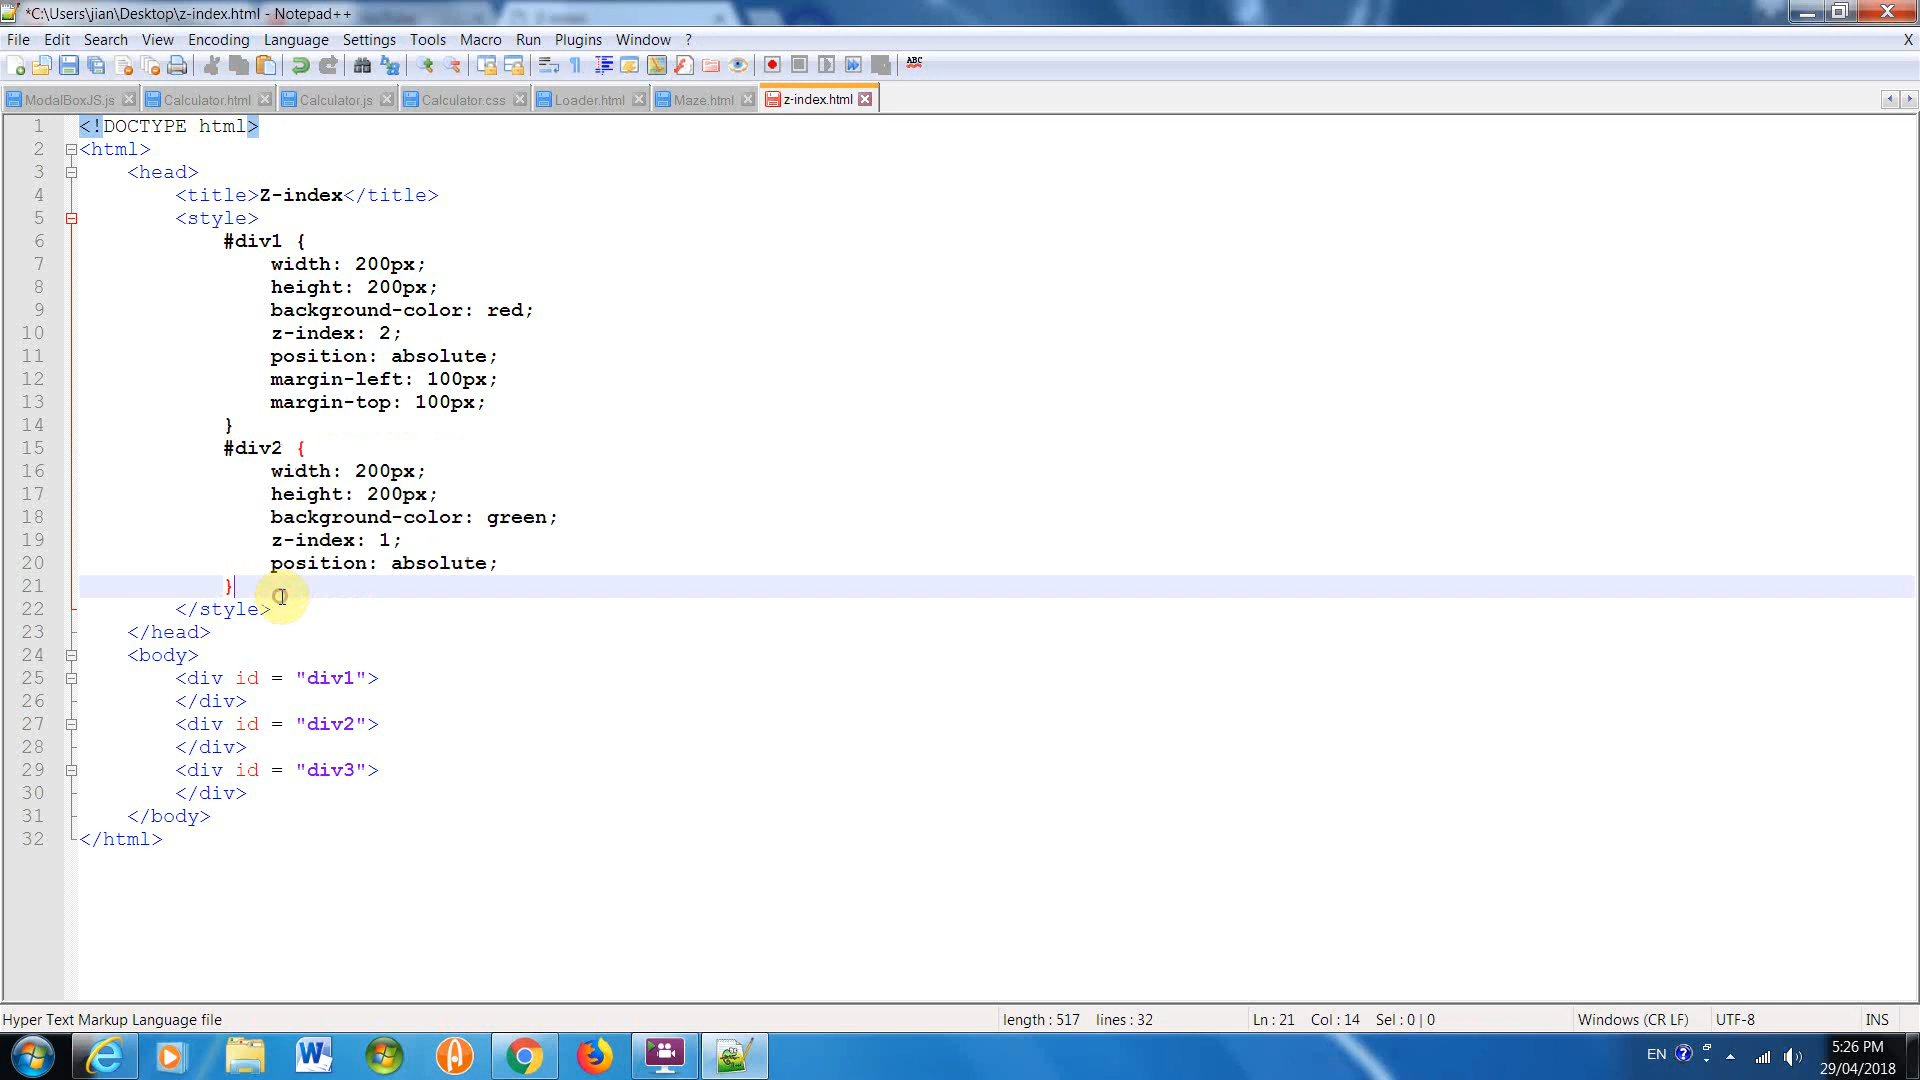 *C:\Users\jian\Desktop\z-index.html - Notepad++
File Edit Search View Encoding Language Settings Tools Macro Run Plugins Window ? X
ABC
ModalBoxJS.js Calculator.html Calculator.js Calculator.css Loader.html Maze.html z-index.html
1 <!DOCTYPE html>
2 <html>
3 <head>
4 <title>Z-index</title>
5 <style>
6 #div1 {
7 width: 200px;
8 height: 200px;
9 background-color: red;
10 z-index: 2;
11 position: absolute;
12 margin-left: 100px;
13 margin-top: 100px;
14 }
15 #div2 {
16 width: 200px;
17 height: 200px;
18 background-color: green;
19 z-index: 1;
20 position: absolute;
21 }
22 </style>
23 </head>
24 <body>
25 <div id = "div1">
26 </div>
27 <div id = "div2">
28 </div>
29 <div id = "div3">
30 </div>
31 </body>
32 </html>
Hyper Text Markup Language file length : 517 lines : 32 Ln : 21 Col : 14 Sel : 0 | 0 Windows (CR LF) UTF-8 INS
EN 5:26 PM
29/04/2018